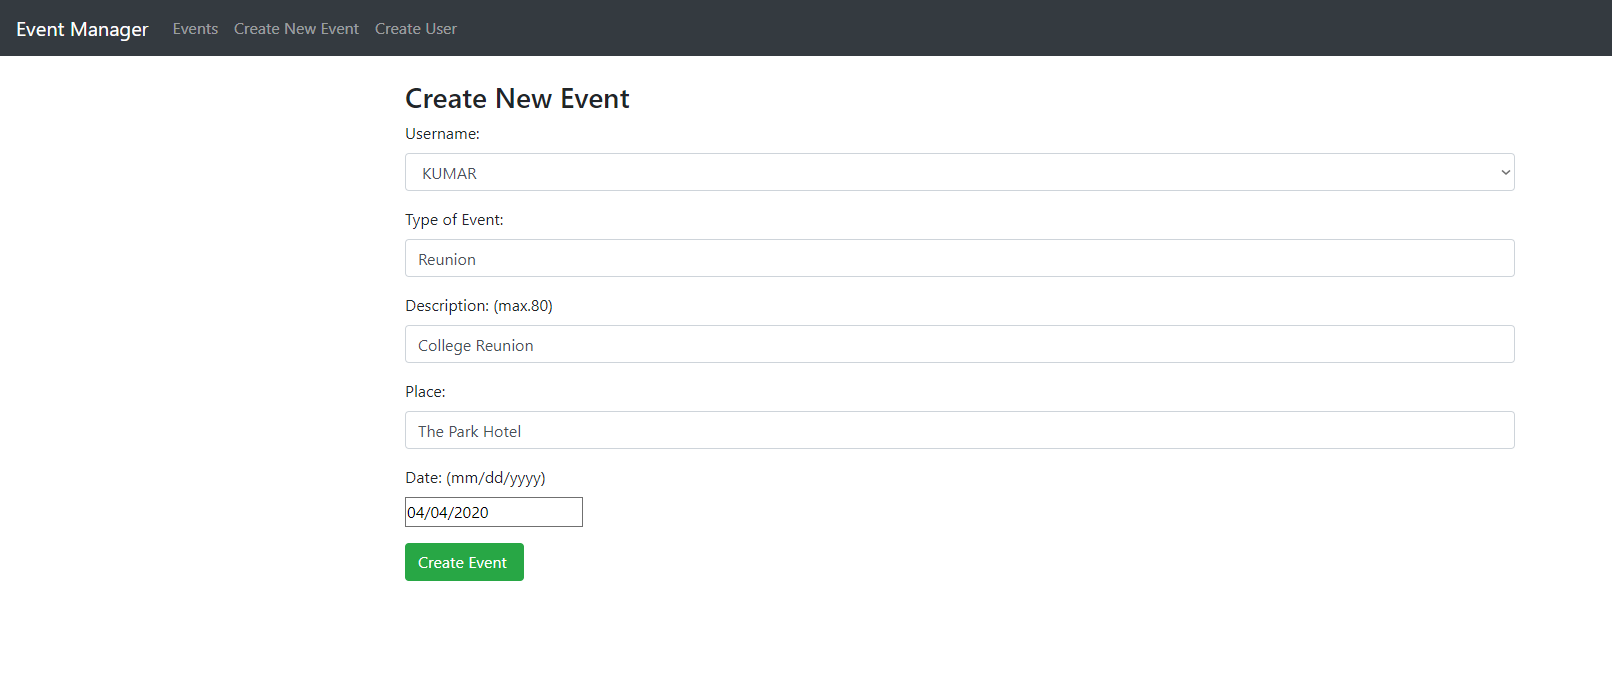 Event Manager Events Create New Event Create User
Create New Event
Username:
KUMAR
Type of Event:
Reunion
Description: (max.80)
College Reunion
Place:
The Park Hotel
Date: (mm/dd/yyyy)
04/04/2020
Create Event